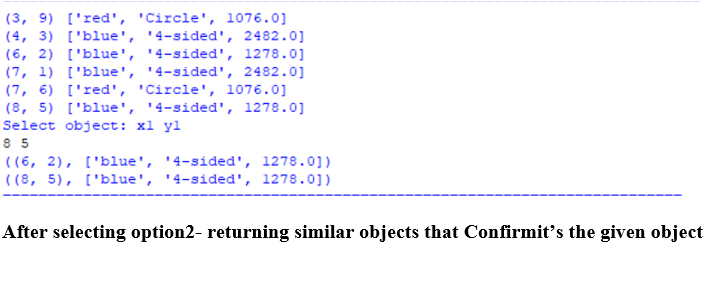 (3, 9) ['red', 'Circle', 1076.0]
(4, 3) ['blue', '4-sided', 2482.0]
(6, 2) ['blue', '4-sided', 1278.0]
(7, 1) ['blue', '4-sided', 2482.0]
(7, 6) ['red', 'Circle', 1076.0]
(8, 5) ['blue', '4-sided', 1278.0]
Select object: x1 y1
8 5
((6, 2), ['blue', '4-sided', 1278.0])
((8, 5), ['blue', '4-sided', 1278.0])
After selecting option2- returning similar objects that Confirmit’s the given object